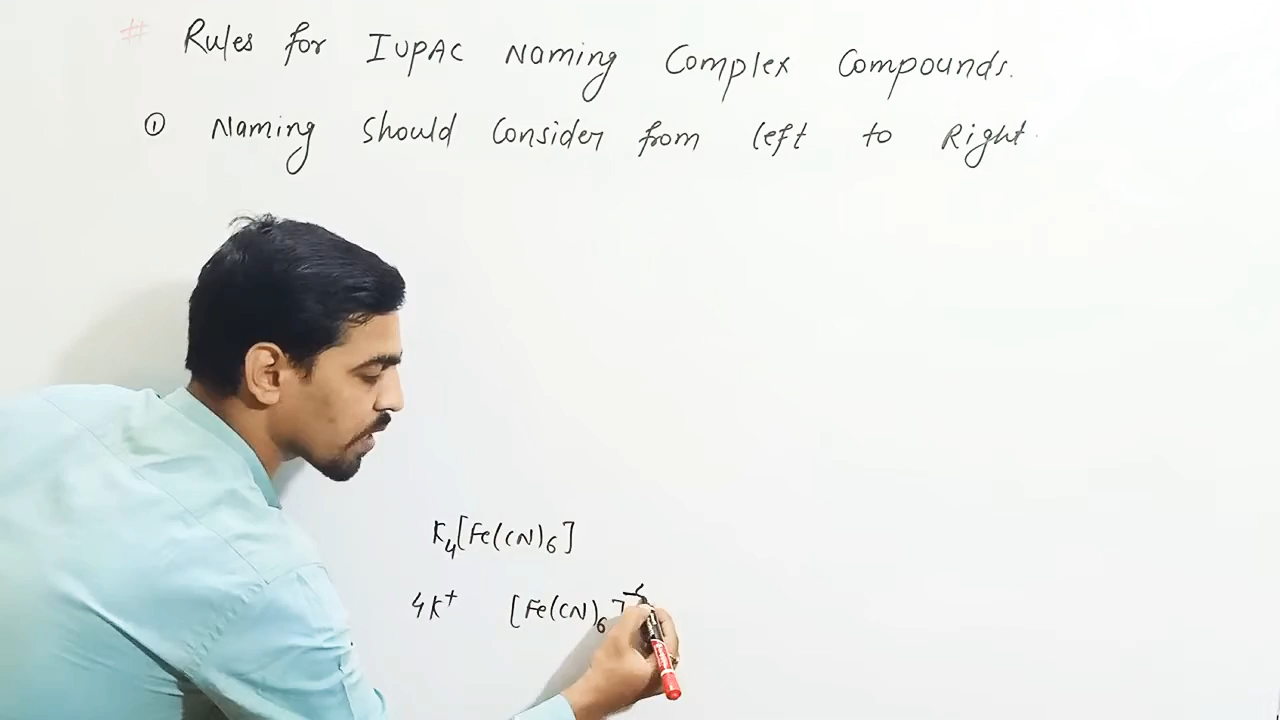 # Rules for IUPAC Naming Complex Compounds.
① Naming should Consider from left to Right.
K₄[Fe(CN)₆]
4K⁺ [Fe(CN)₆]⁻